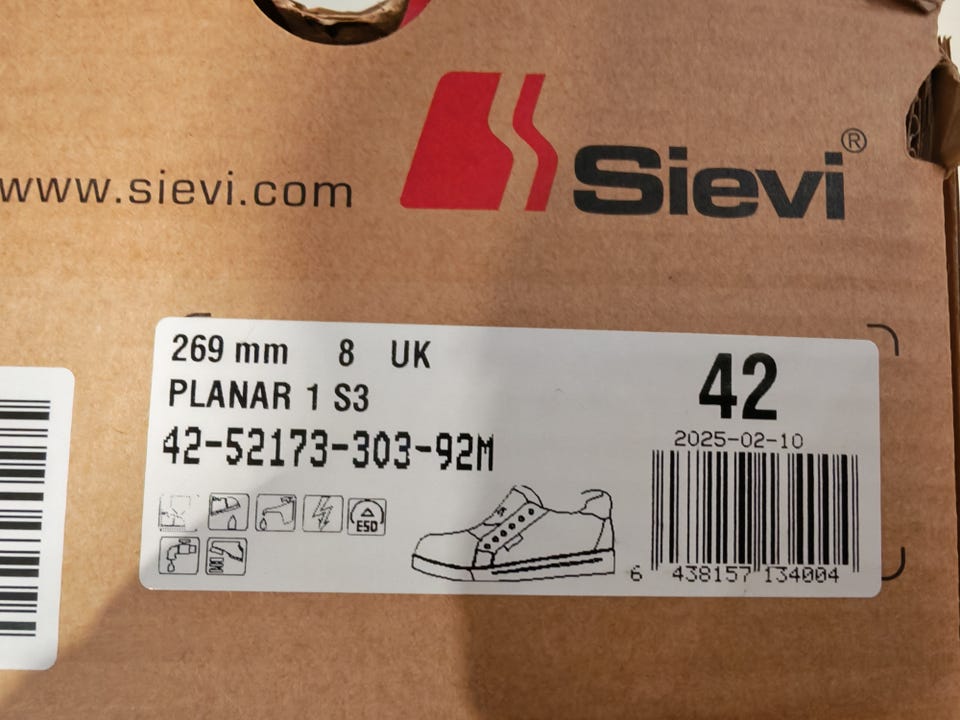 Sievi®
www.sievi.com
269 mm 8 UK
PLANAR 1 S3
42-52173-303-92M
ESD
42
2025-02-10
6 438157 134004